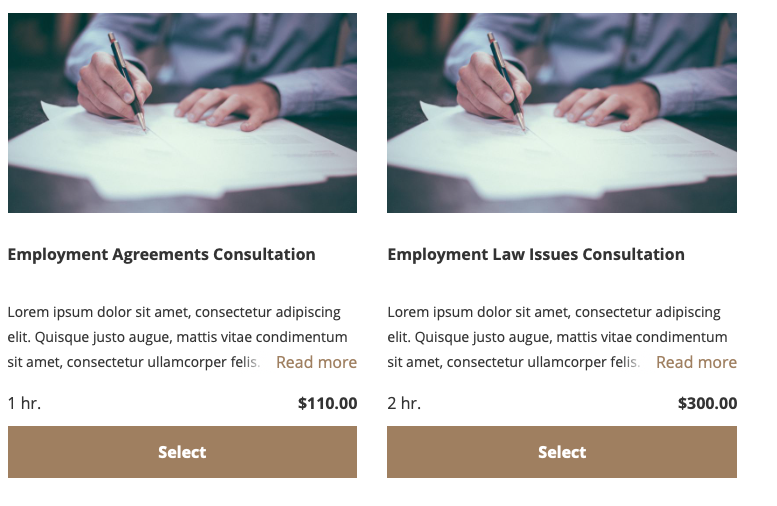 Employment Agreements Consultation
Lorem ipsum dolor sit amet, consectetur adipiscing
elit. Quisque justo augue, mattis vitae condimentum
sit amet, consectetur ullamcorper felis. Read more
1 hr. $110.00
Select
Employment Law Issues Consultation
Lorem ipsum dolor sit amet, consectetur adipiscing
elit. Quisque justo augue, mattis vitae condimentum
sit amet, consectetur ullamcorper felis. Read more
2 hr. $300.00
Select